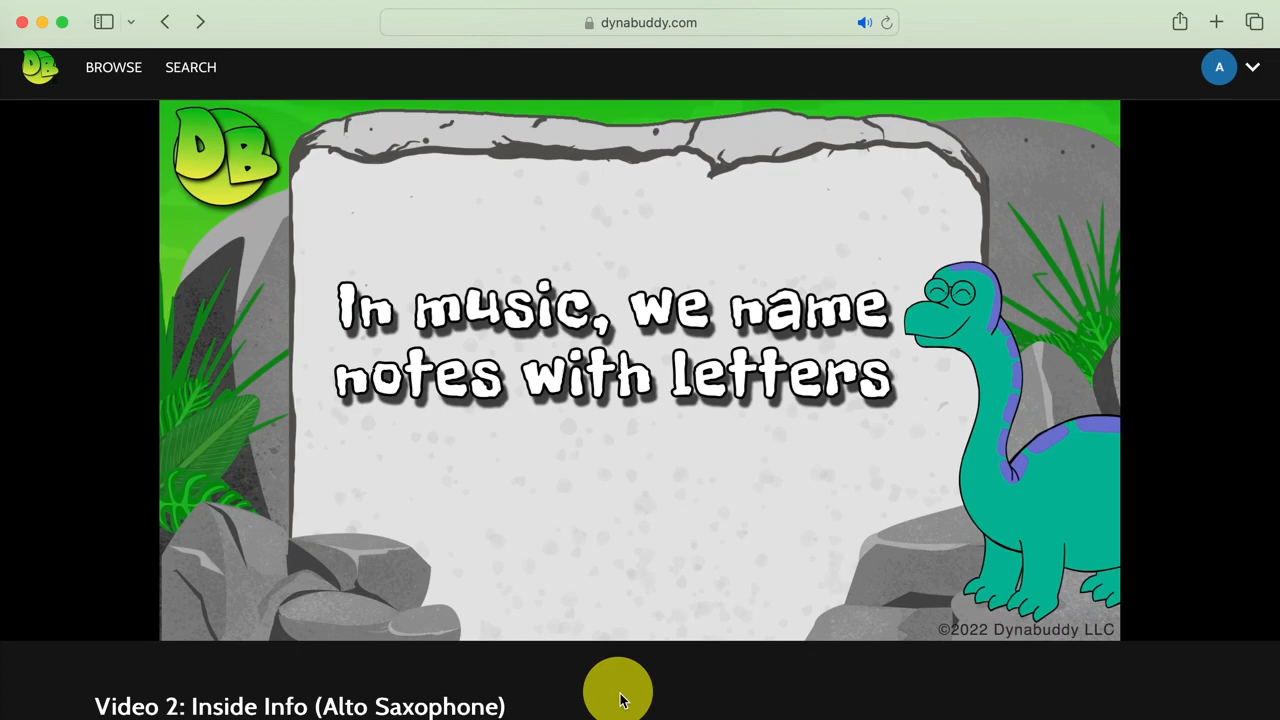 dynabuddy.com
DB
BROWSE
SEARCH
A
DB
In music, we name
notes with letters
©2022 Dynabuddy LLC
Video 2: Inside Info (Alto Saxophone)